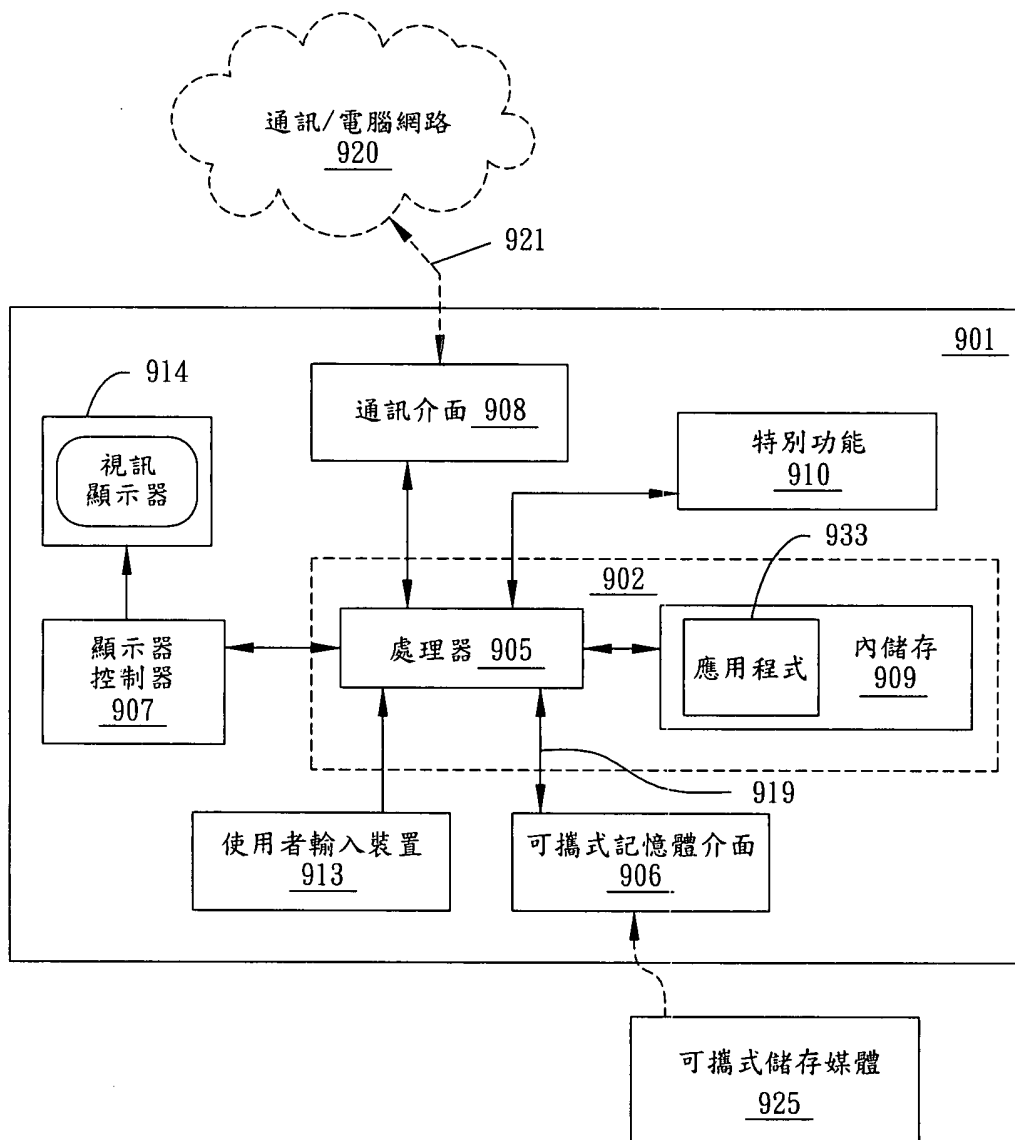 通訊/電腦網路
920
921
901
914
通訊介面 908
特別功能
910
視訊
顯示器
933
902
處理器 905
顯示器
控制器
907
應用程式
內儲存
909
919
使用者輸入裝置
913
可攜式記憶體介面
906
可攜式儲存媒體
925